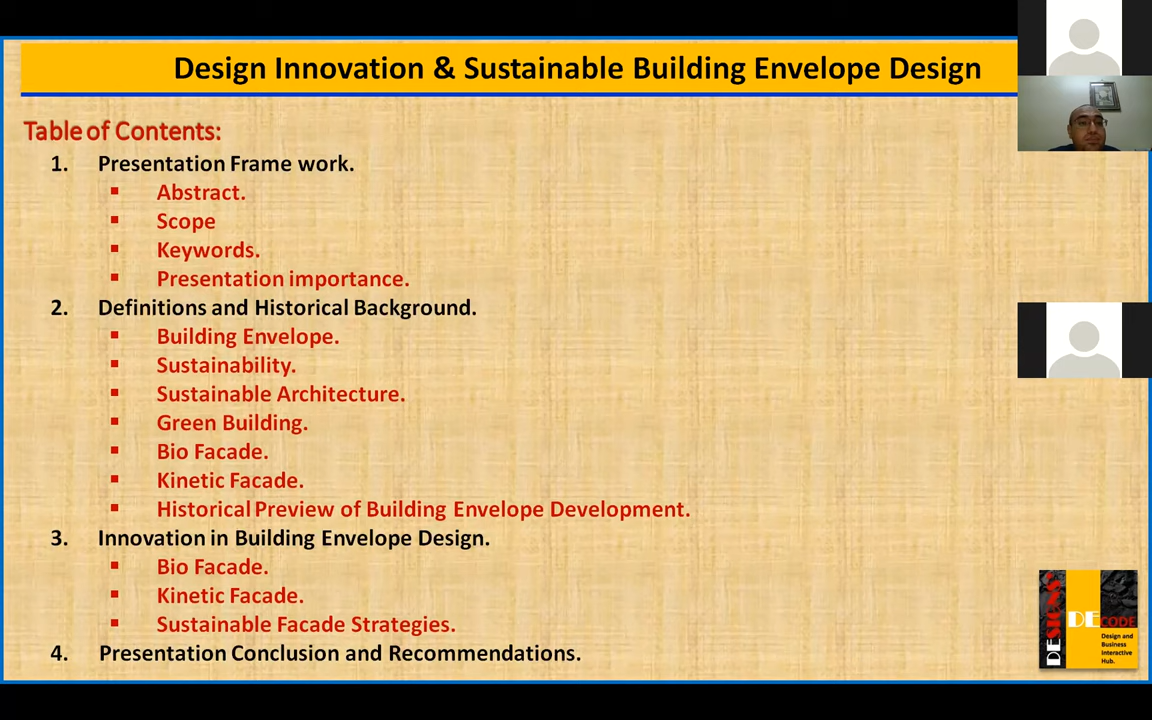 Design Innovation & Sustainable Building Envelope Design
Table of Contents:
1. Presentation Frame work.
▪ Abstract.
▪ Scope
▪ Keywords.
▪ Presentation importance.
2. Definitions and Historical Background.
▪ Building Envelope.
▪ Sustainability.
▪ Sustainable Architecture.
▪ Green Building.
▪ Bio Facade.
▪ Kinetic Facade.
▪ Historical Preview of Building Envelope Development.
3. Innovation in Building Envelope Design.
▪ Bio Facade.
▪ Kinetic Facade.
▪ Sustainable Facade Strategies.
4. Presentation Conclusion and Recommendations.
DESIGNS
DECODE
Design and
Business
Interactive
Hub.